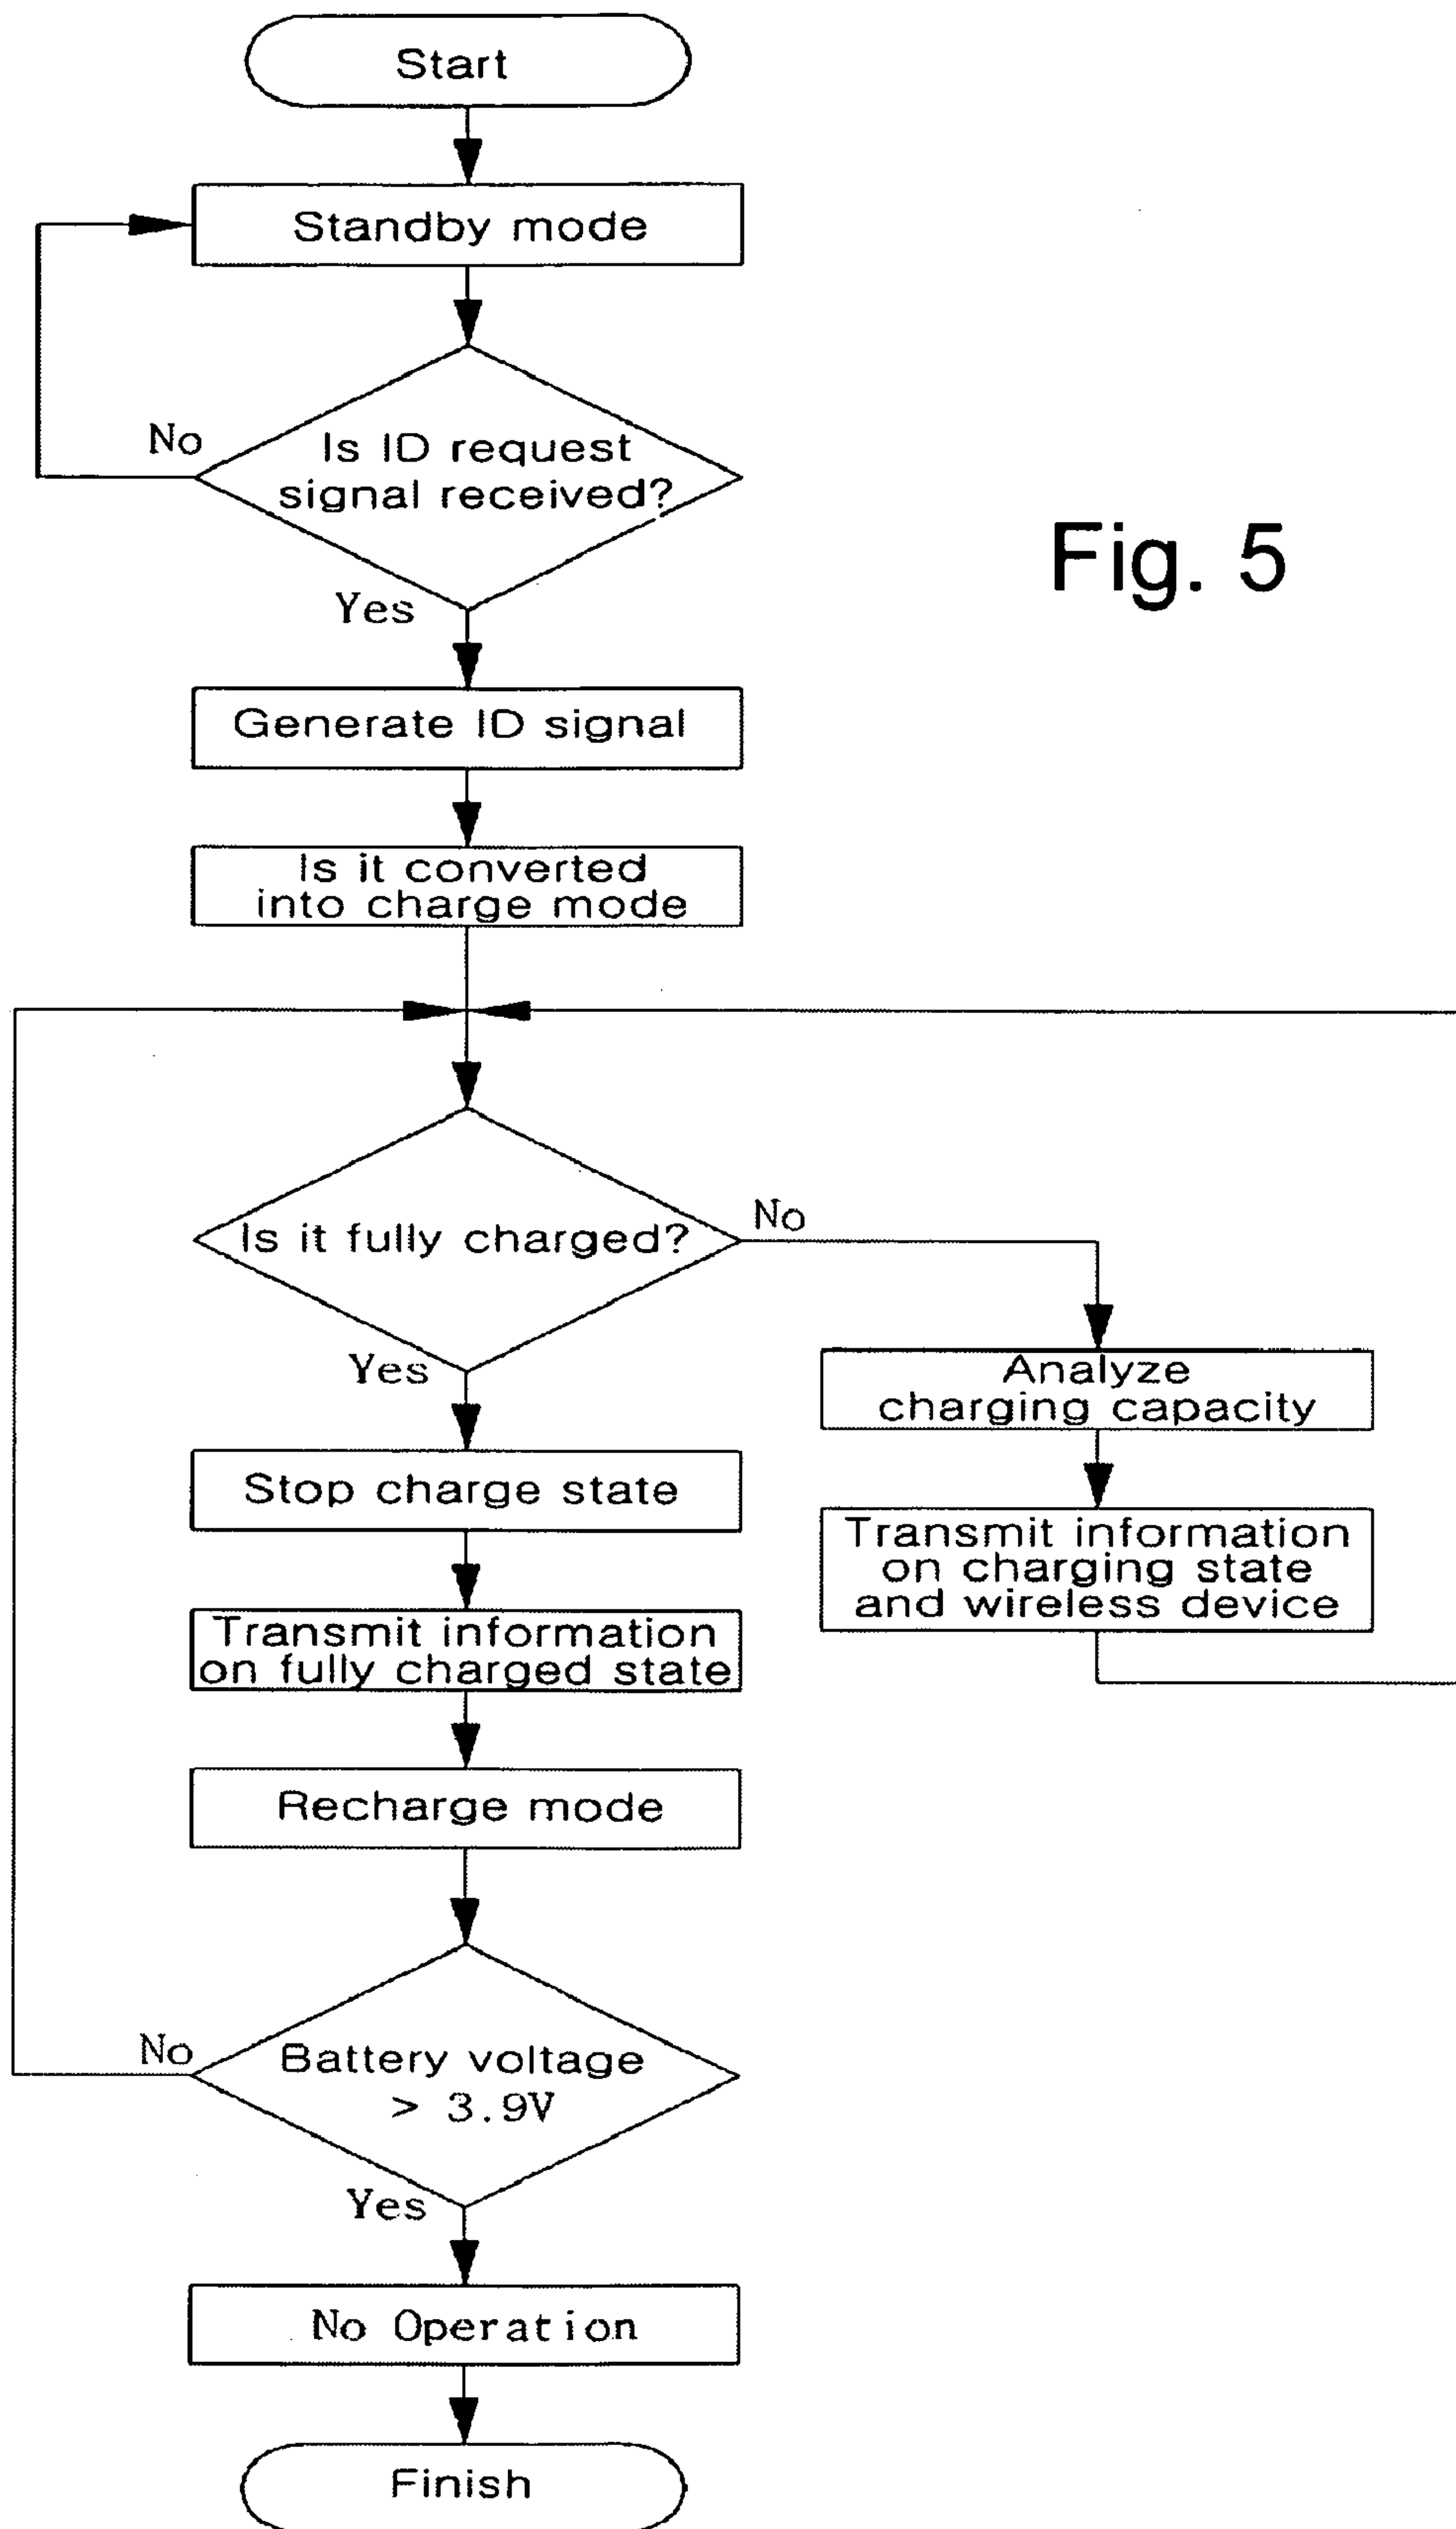 Start
Standby mode
No
Is ID request
signal received?
Fig. 5
Yes
Generate ID signal
Is it converted
into charge mode
Is it fully charged?
No
Yes
Analyze
charging capacity
Stop charge state
Transmit information
on charging state
and wireless device
Transmit information
on fully charged state
Recharge mode
No
Battery voltage
> 3.9V
Yes
No Operation
Finish